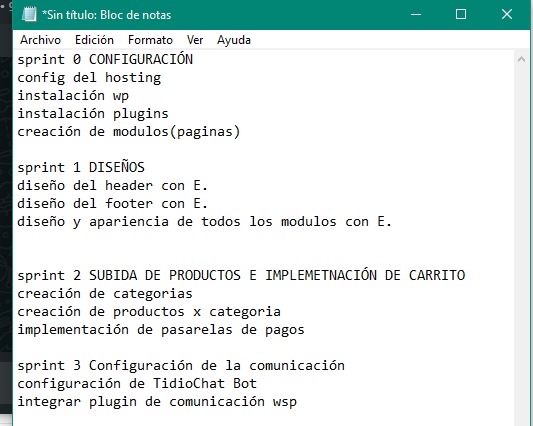 *Sin título: Bloc de notas
Archivo Edición Formato Ver Ayuda
sprint 0 CONFIGURACIÓN
config del hosting
instalación wp
instalación plugins
creación de modulos(paginas)
sprint 1 DISEÑOS
diseño del header con E.
diseño del footer con E.
diseño y apariencia de todos los modulos con E.
sprint 2 SUBIDA DE PRODUCTOS E IMPLEMETNACIÓN DE CARRITO
creación de categorias
creación de productos x categoria
implementación de pasarelas de pagos
sprint 3 Configuración de la comunicación
configuración de TidioChat Bot
integrar plugin de comunicación wsp